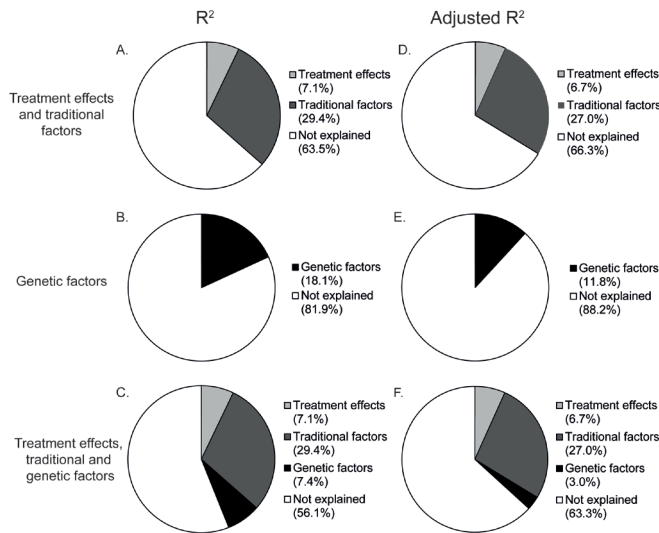 R²
Adjusted R²
Treatment effects
and traditional
factors
A.
Treatment effects
(7.1%)
Traditional factors
(29.4%)
Not explained
(63.5%)
D.
Treatment effects
(6.7%)
Traditional factors
(27.0%)
Not explained
(66.3%)
Genetic factors
B.
Genetic factors
(18.1%)
Not explained
(81.9%)
E.
Genetic factors
(11.8%)
Not explained
(88.2%)
Treatment effects,
traditional and
genetic factors
C.
Treatment effects
(7.1%)
Traditional factors
(29.4%)
Genetic factors
(7.4%)
Not explained
(56.1%)
F.
Treatment effects
(6.7%)
Traditional factors
(27.0%)
Genetic factors
(3.0%)
Not explained
(63.3%)